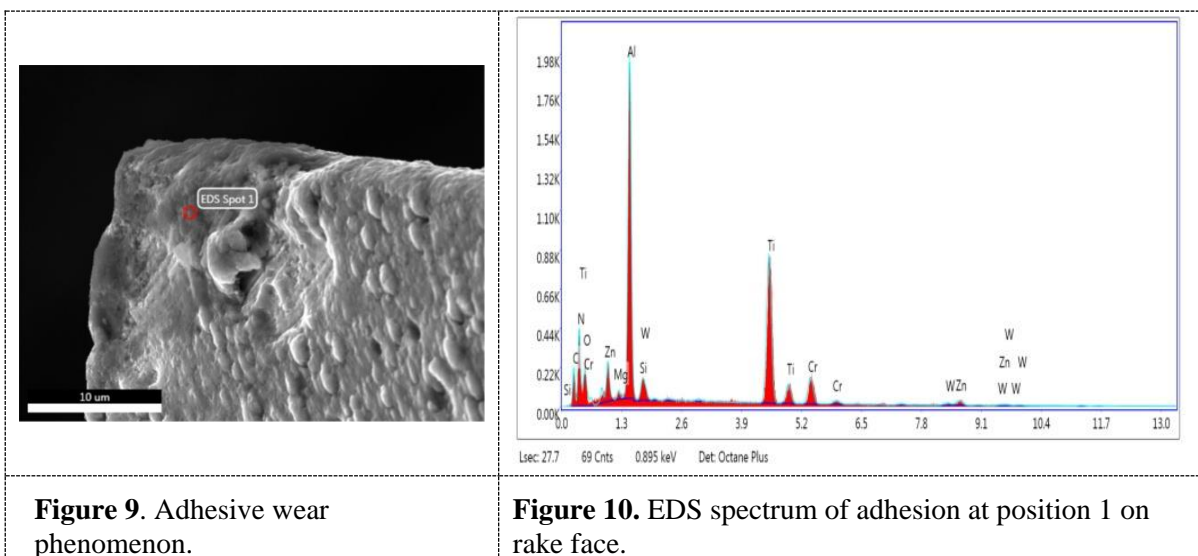 EDS Spot 1
10 um
1.98K
1.76K
1.54K
1.32K
1.10K
0.88K
0.66K
0.44K
0.22K
0.00K
Al
Ti
Ti
N
O
W
C
Cr
Zn
Mg
Si
Si
Ti
Cr
Cr
W Zn
W
Zn W
W W
0.0 1.3 2.6 3.9 5.2 6.5 7.8 9.1 10.4 11.7 13.0
Lsec: 27.7 69 Cnts 0.895 keV Det: Octane Plus
Figure 9. Adhesive wear
phenomenon.
Figure 10. EDS spectrum of adhesion at position 1 on
rake face.